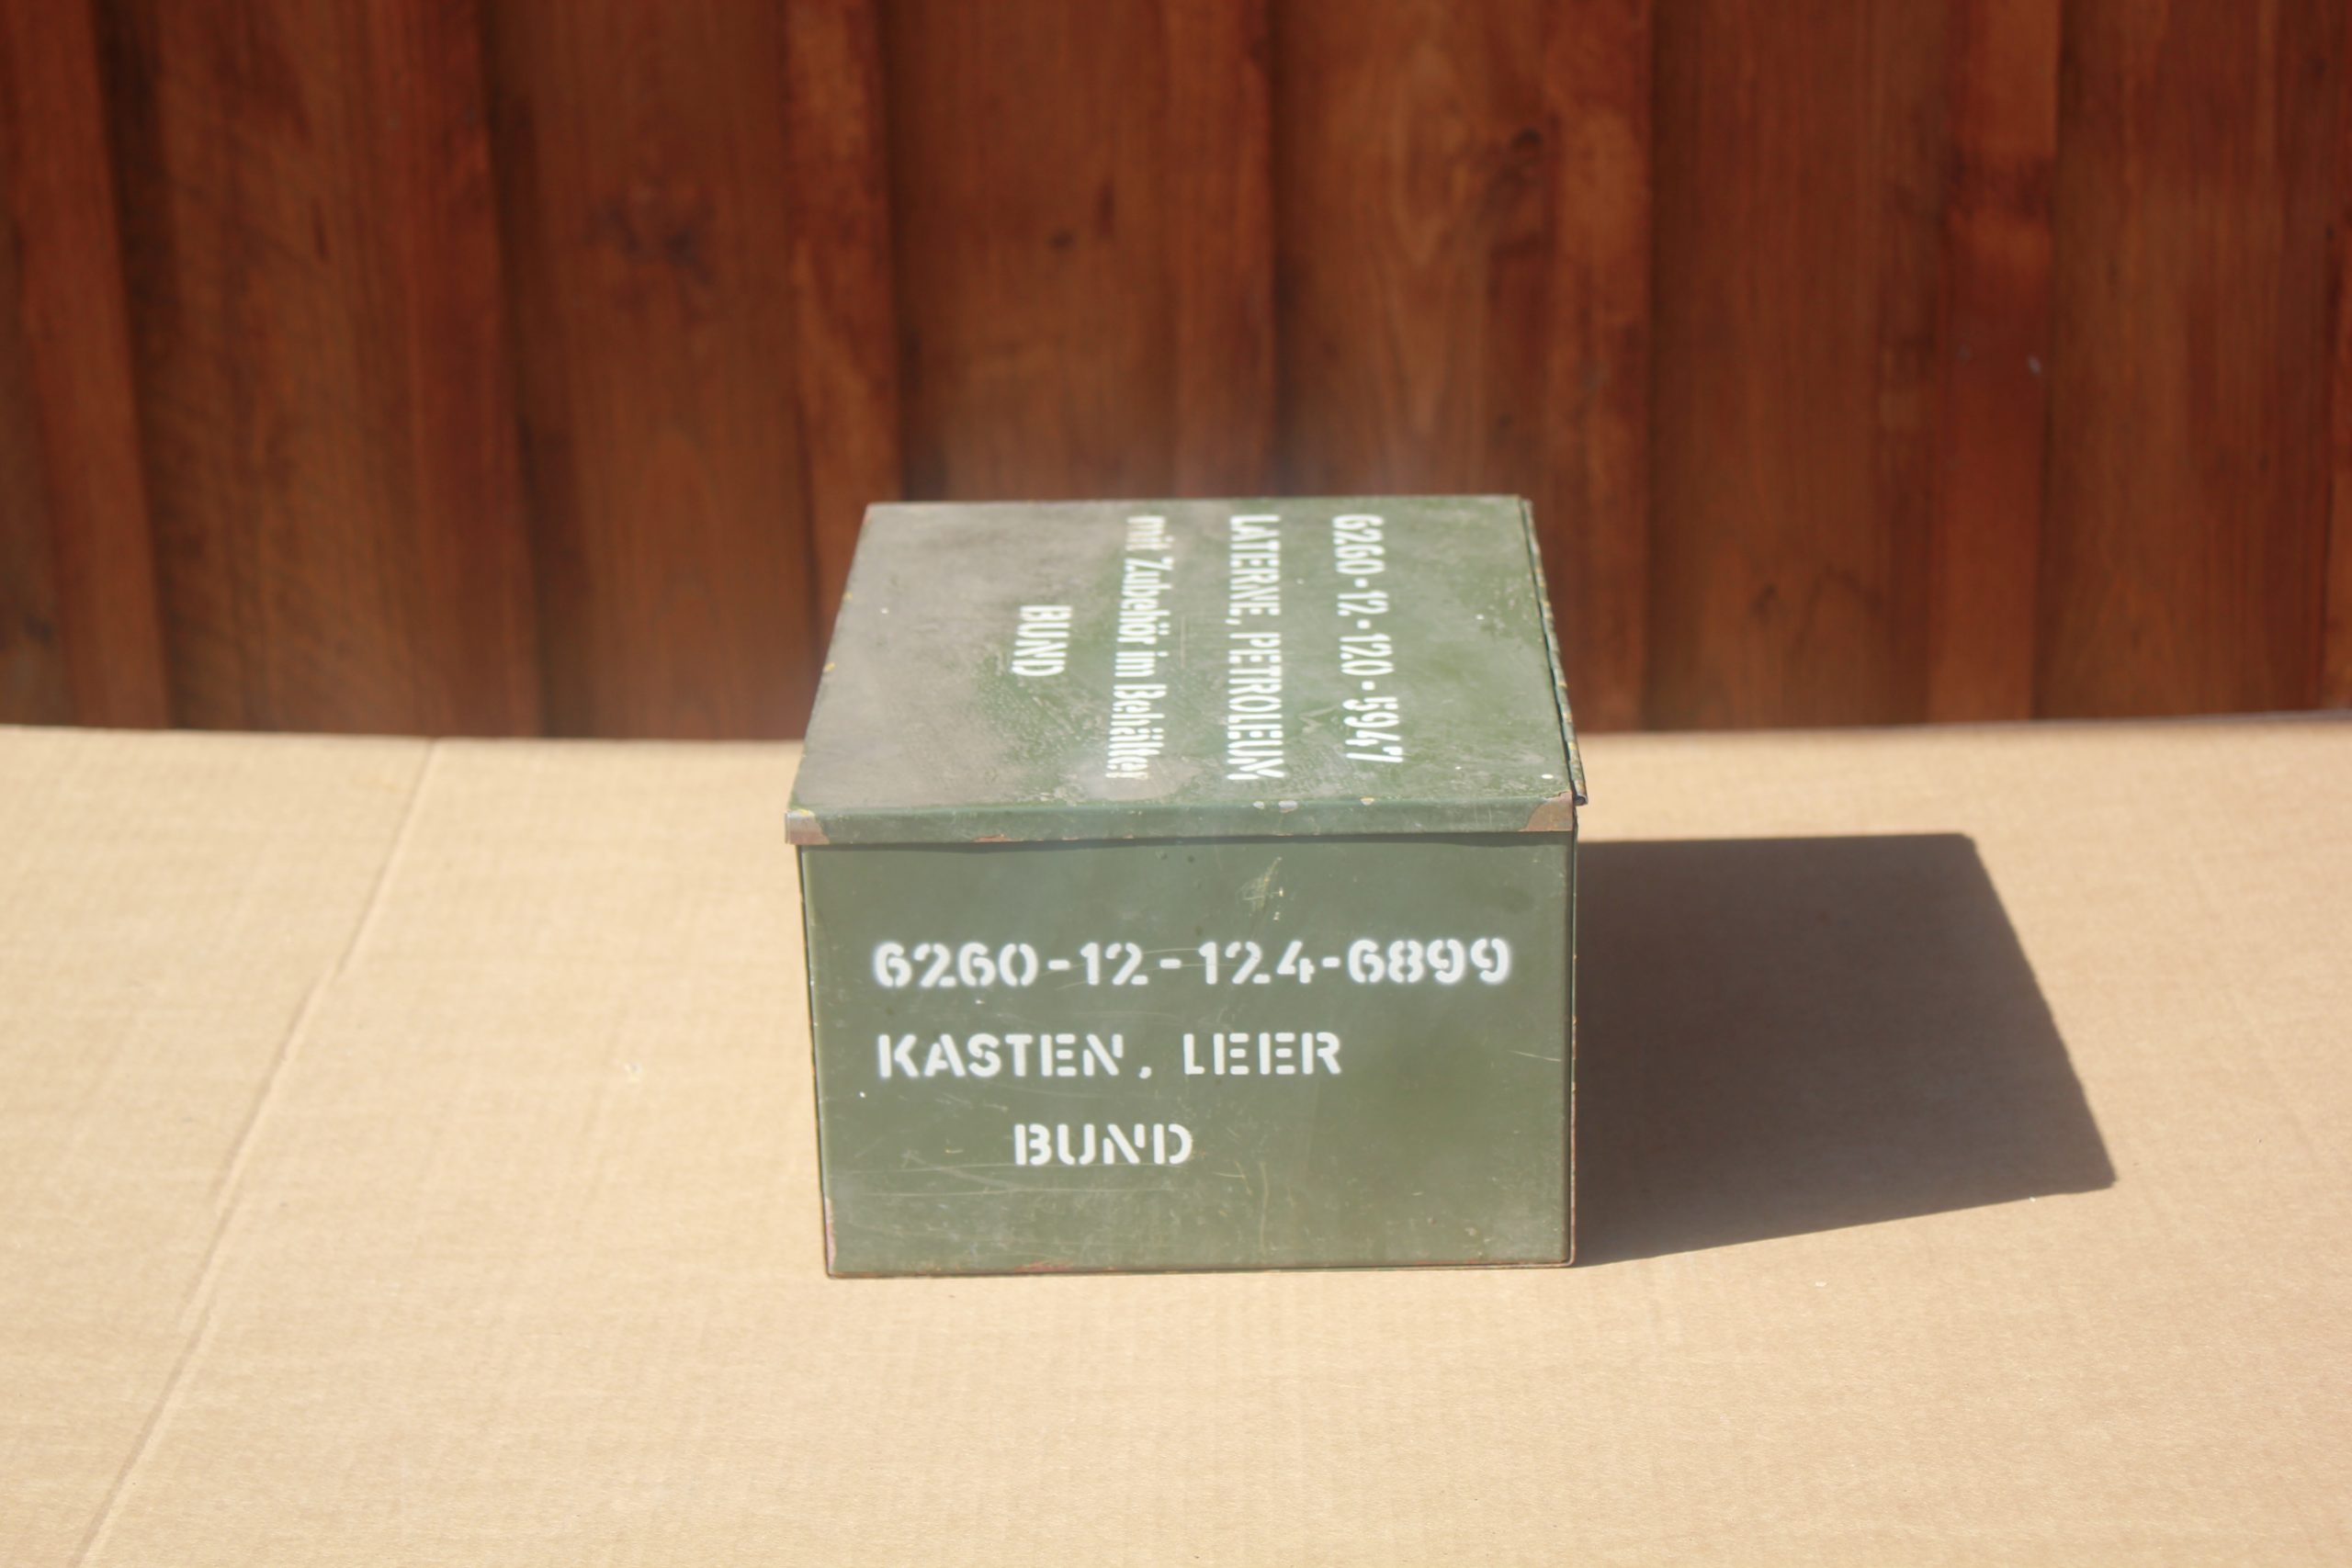 6260-12-120-5947
LATERNE, PETROLEUM
mit Zubehör im Behälter
BUND
6260-12-124-6899
KASTEN, LEER
BUND